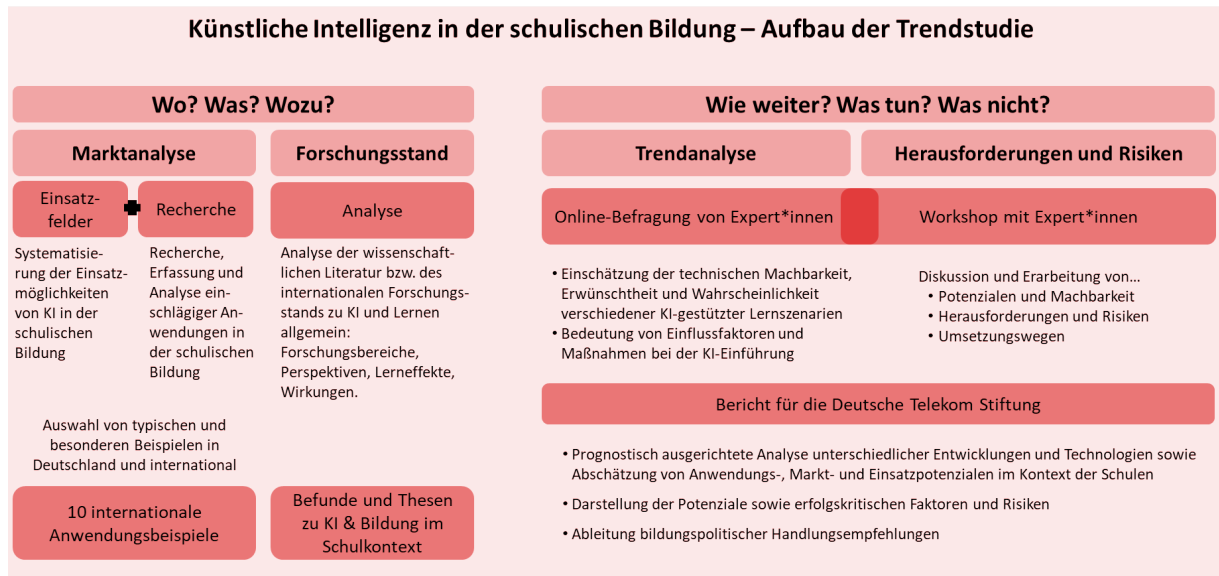 Künstliche Intelligenz in der schulischen Bildung – Aufbau der Trendstudie
Wo? Was? Wozu?
Marktanalyse
Forschungsstand
Einsatz-
felder
Recherche
Analyse
Systematisie-
rung der Einsatz-
möglichkeiten
von KI in der
schulischen
Bildung
Recherche,
Erfassung und
Analyse ein-
schlägiger An-
wendungen in
der schulischen
Bildung
Analyse der wissenschaft-
lichen Literatur bzw. des
internationalen Forschungs-
stands zu KI und Lernen
allgemein:
Forschungsbereiche,
Perspektiven, Lerneffekte,
Wirkungen.
Auswahl von typischen und
besonderen Beispielen in
Deutschland und international
10 internationale
Anwendungsbeispiele
Befunde und Thesen
zu KI & Bildung im
Schulkontext
Wie weiter? Was tun? Was nicht?
Trendanalyse
Herausforderungen und Risiken
Online-Befragung von Expert*innen
Workshop mit Expert*innen
• Einschätzung der technischen Machbarkeit,
Erwünschtheit und Wahrscheinlichkeit
verschiedener KI-gestützter Lernszenarien
• Bedeutung von Einflussfaktoren und
Maßnahmen bei der KI-Einführung
Diskussion und Erarbeitung von…
• Potenzialen und Machbarkeit
• Herausforderungen und Risiken
• Umsetzungswegen
Bericht für die Deutsche Telekom Stiftung
• Prognostisch ausgerichtete Analyse unterschiedlicher Entwicklungen und Technologien sowie
Abschätzung von Anwendungs-, Markt- und Einsatzpotenzialen im Kontext der Schulen
• Darstellung der Potenziale sowie erfolgskritischen Faktoren und Risiken
• Ableitung bildungspolitischer Handlungsempfehlungen